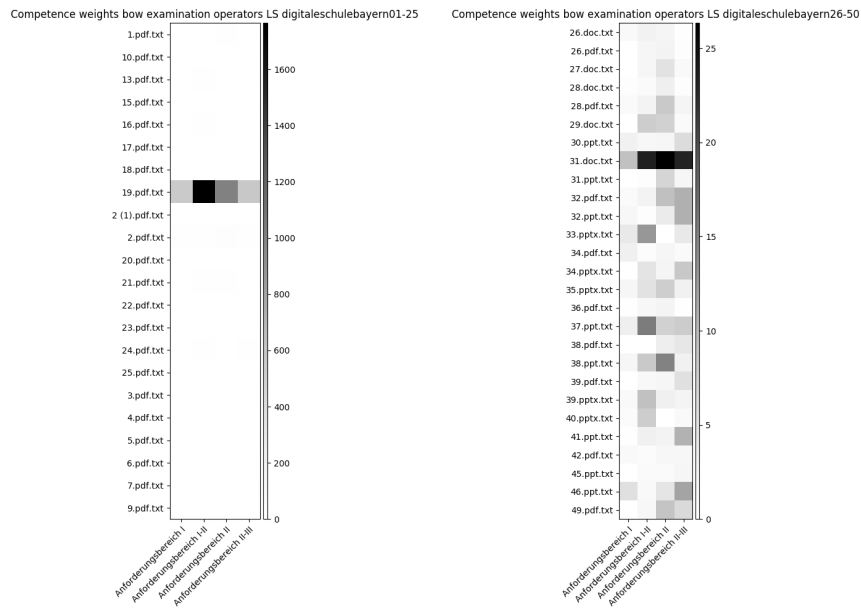 Competence weights bow examination operators LS digitaleschulebayern01-25
1.pdf.txt
10.pdf.txt
13.pdf.txt
15.pdf.txt
16.pdf.txt
17.pdf.txt
18.pdf.txt
19.pdf.txt
2 (1).pdf.txt
2.pdf.txt
20.pdf.txt
21.pdf.txt
22.pdf.txt
23.pdf.txt
24.pdf.txt
25.pdf.txt
3.pdf.txt
4.pdf.txt
5.pdf.txt
6.pdf.txt
7.pdf.txt
9.pdf.txt
Anforderungsbereich I
Anforderungsbereich I-II
Anforderungsbereich II
Anforderungsbereich II-III
1600
1400
1200
1000
800
600
400
200
0
Competence weights bow examination operators LS digitaleschulebayern26-50
26.doc.txt
26.pdf.txt
27.doc.txt
28.doc.txt
28.pdf.txt
29.doc.txt
30.ppt.txt
31.doc.txt
31.ppt.txt
32.pdf.txt
32.ppt.txt
33.pptx.txt
34.pdf.txt
34.pptx.txt
35.pptx.txt
36.pdf.txt
37.ppt.txt
38.pdf.txt
38.ppt.txt
39.pdf.txt
39.pptx.txt
40.pptx.txt
41.ppt.txt
42.pdf.txt
45.ppt.txt
46.ppt.txt
49.pdf.txt
Anforderungsbereich I
Anforderungsbereich I-II
Anforderungsbereich II
Anforderungsbereich II-III
25
20
15
10
5
0